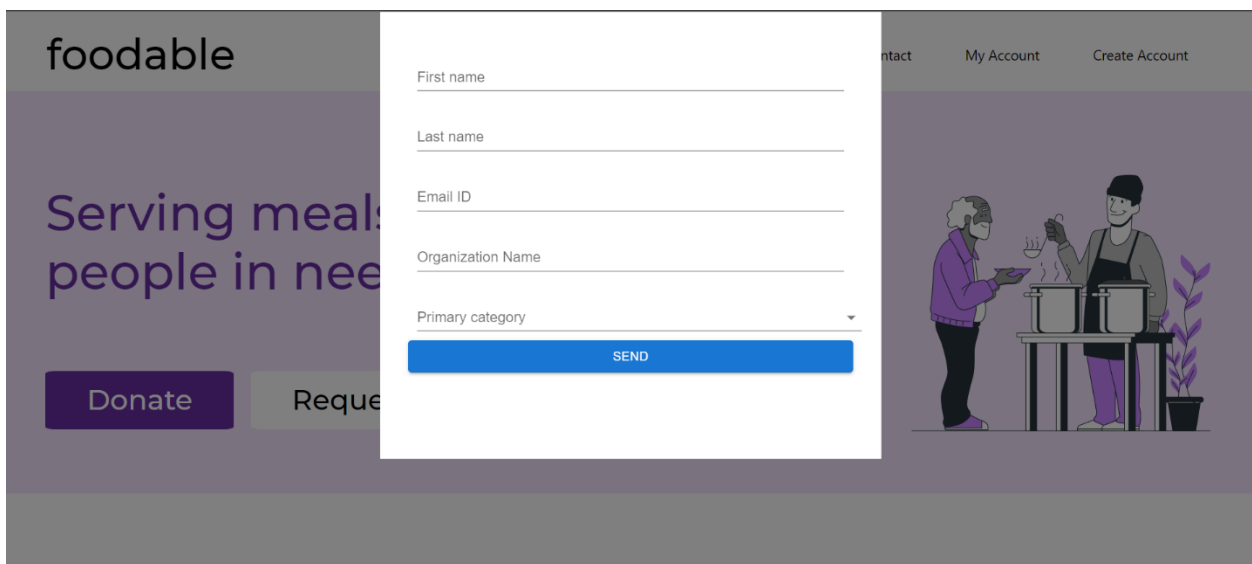 foodable
ntact
My Account
Create Account
First name
Last name
Email ID
Organization Name
Primary category
SEND
Serving meals
people in nee
Donate
Reque